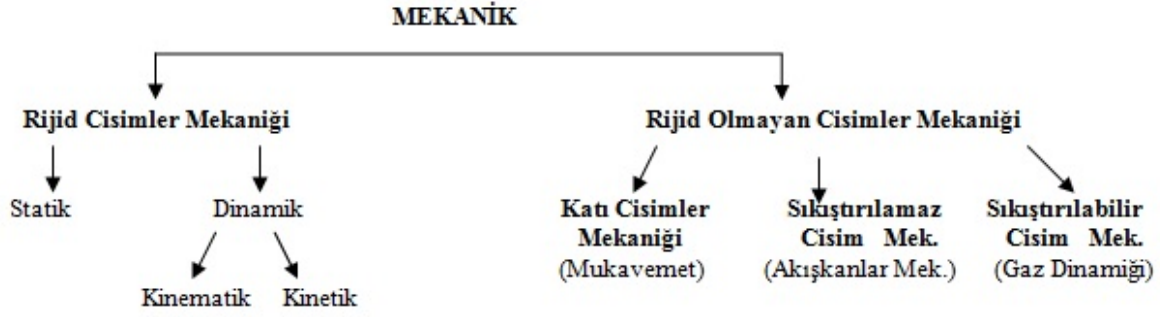 MEKANİK
Rijid Cisimler Mekaniği
Rijid Olmayan Cisimler Mekaniği
Statik
Dinamik
Kinematik
Kinetik
Katı Cisimler
Mekaniği
(Mukavemet)
Sıkıştırılamaz
Cisim Mek.
(Akışkanlar Mek.)
Sıkıştırılabilir
Cisim Mek.
(Gaz Dinamiği)